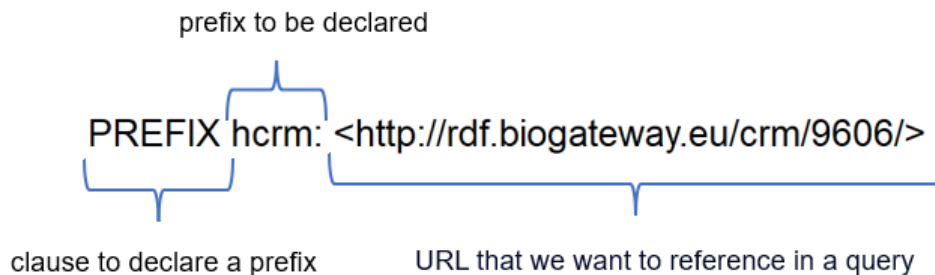 prefix to be declared
PREFIX hcrm: <http://rdf.biogateway.eu/crm/9606/>
clause to declare a prefix
URL that we want to reference in a query